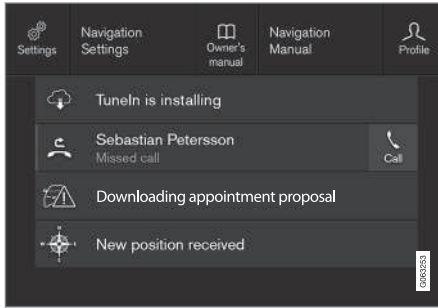 Settings
Navigation
Settings
Owner's
manual
Navigation
Manual
Profile
TuneIn is installing
Sebastian Petersson
Missed call
Call
Downloading appointment proposal
New position received
G063253